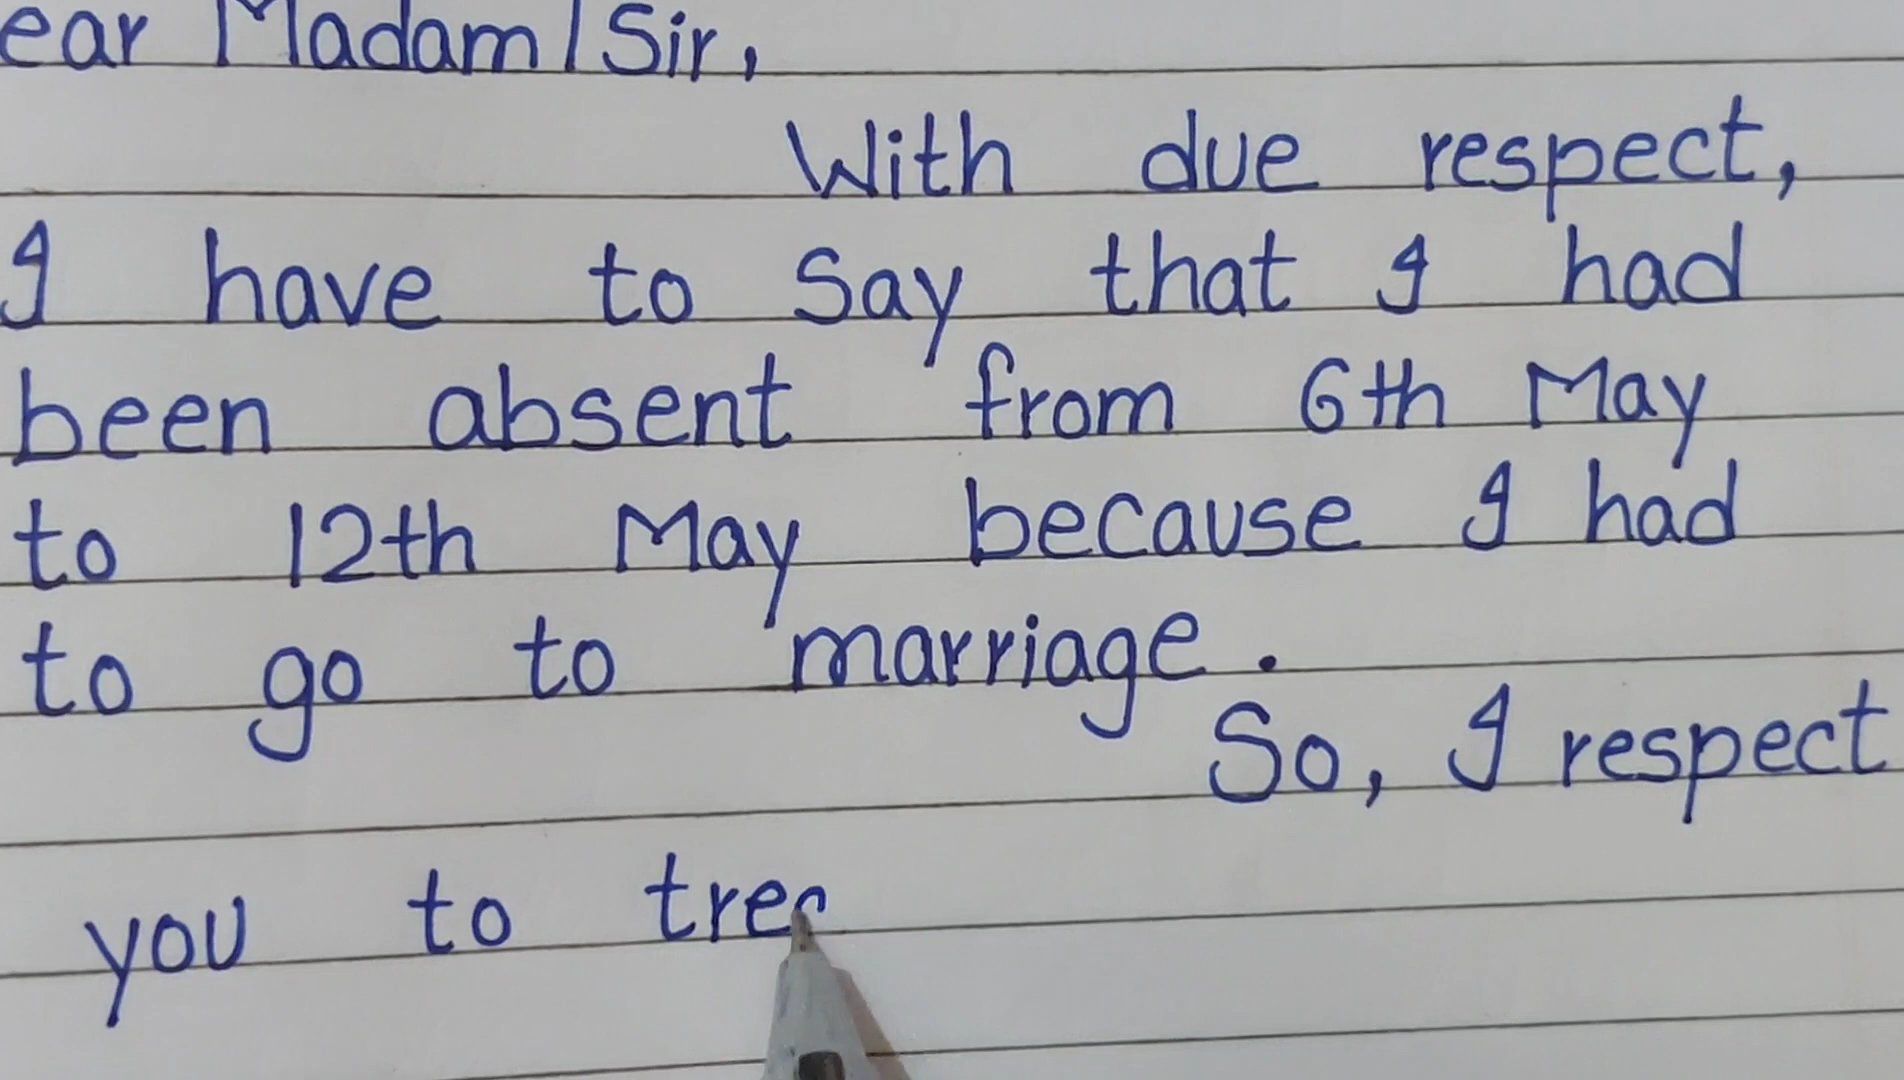 ear Madam/Sir,
With due respect,
I have to say that I had
been absent from 6th May
to 12th May because I had
to go to marriage.
So, I respect
you to tre